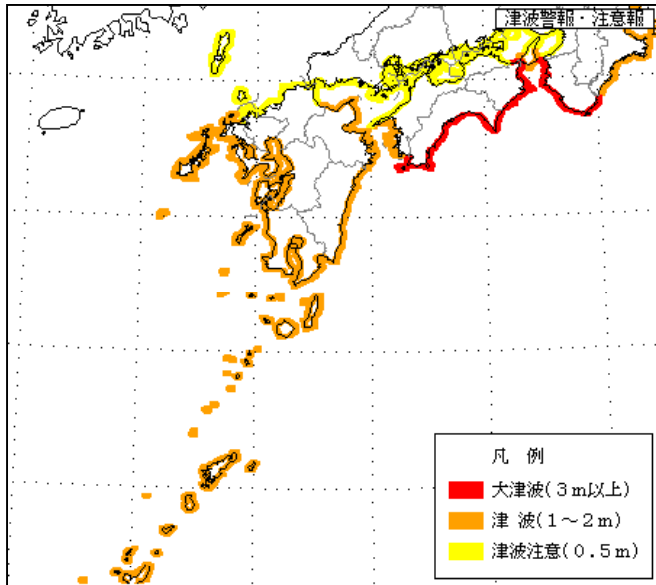 津波警報・注意報
凡 例
大津波(３ｍ以上)
津 波(１～２ｍ)
津波注意(０.５ｍ)